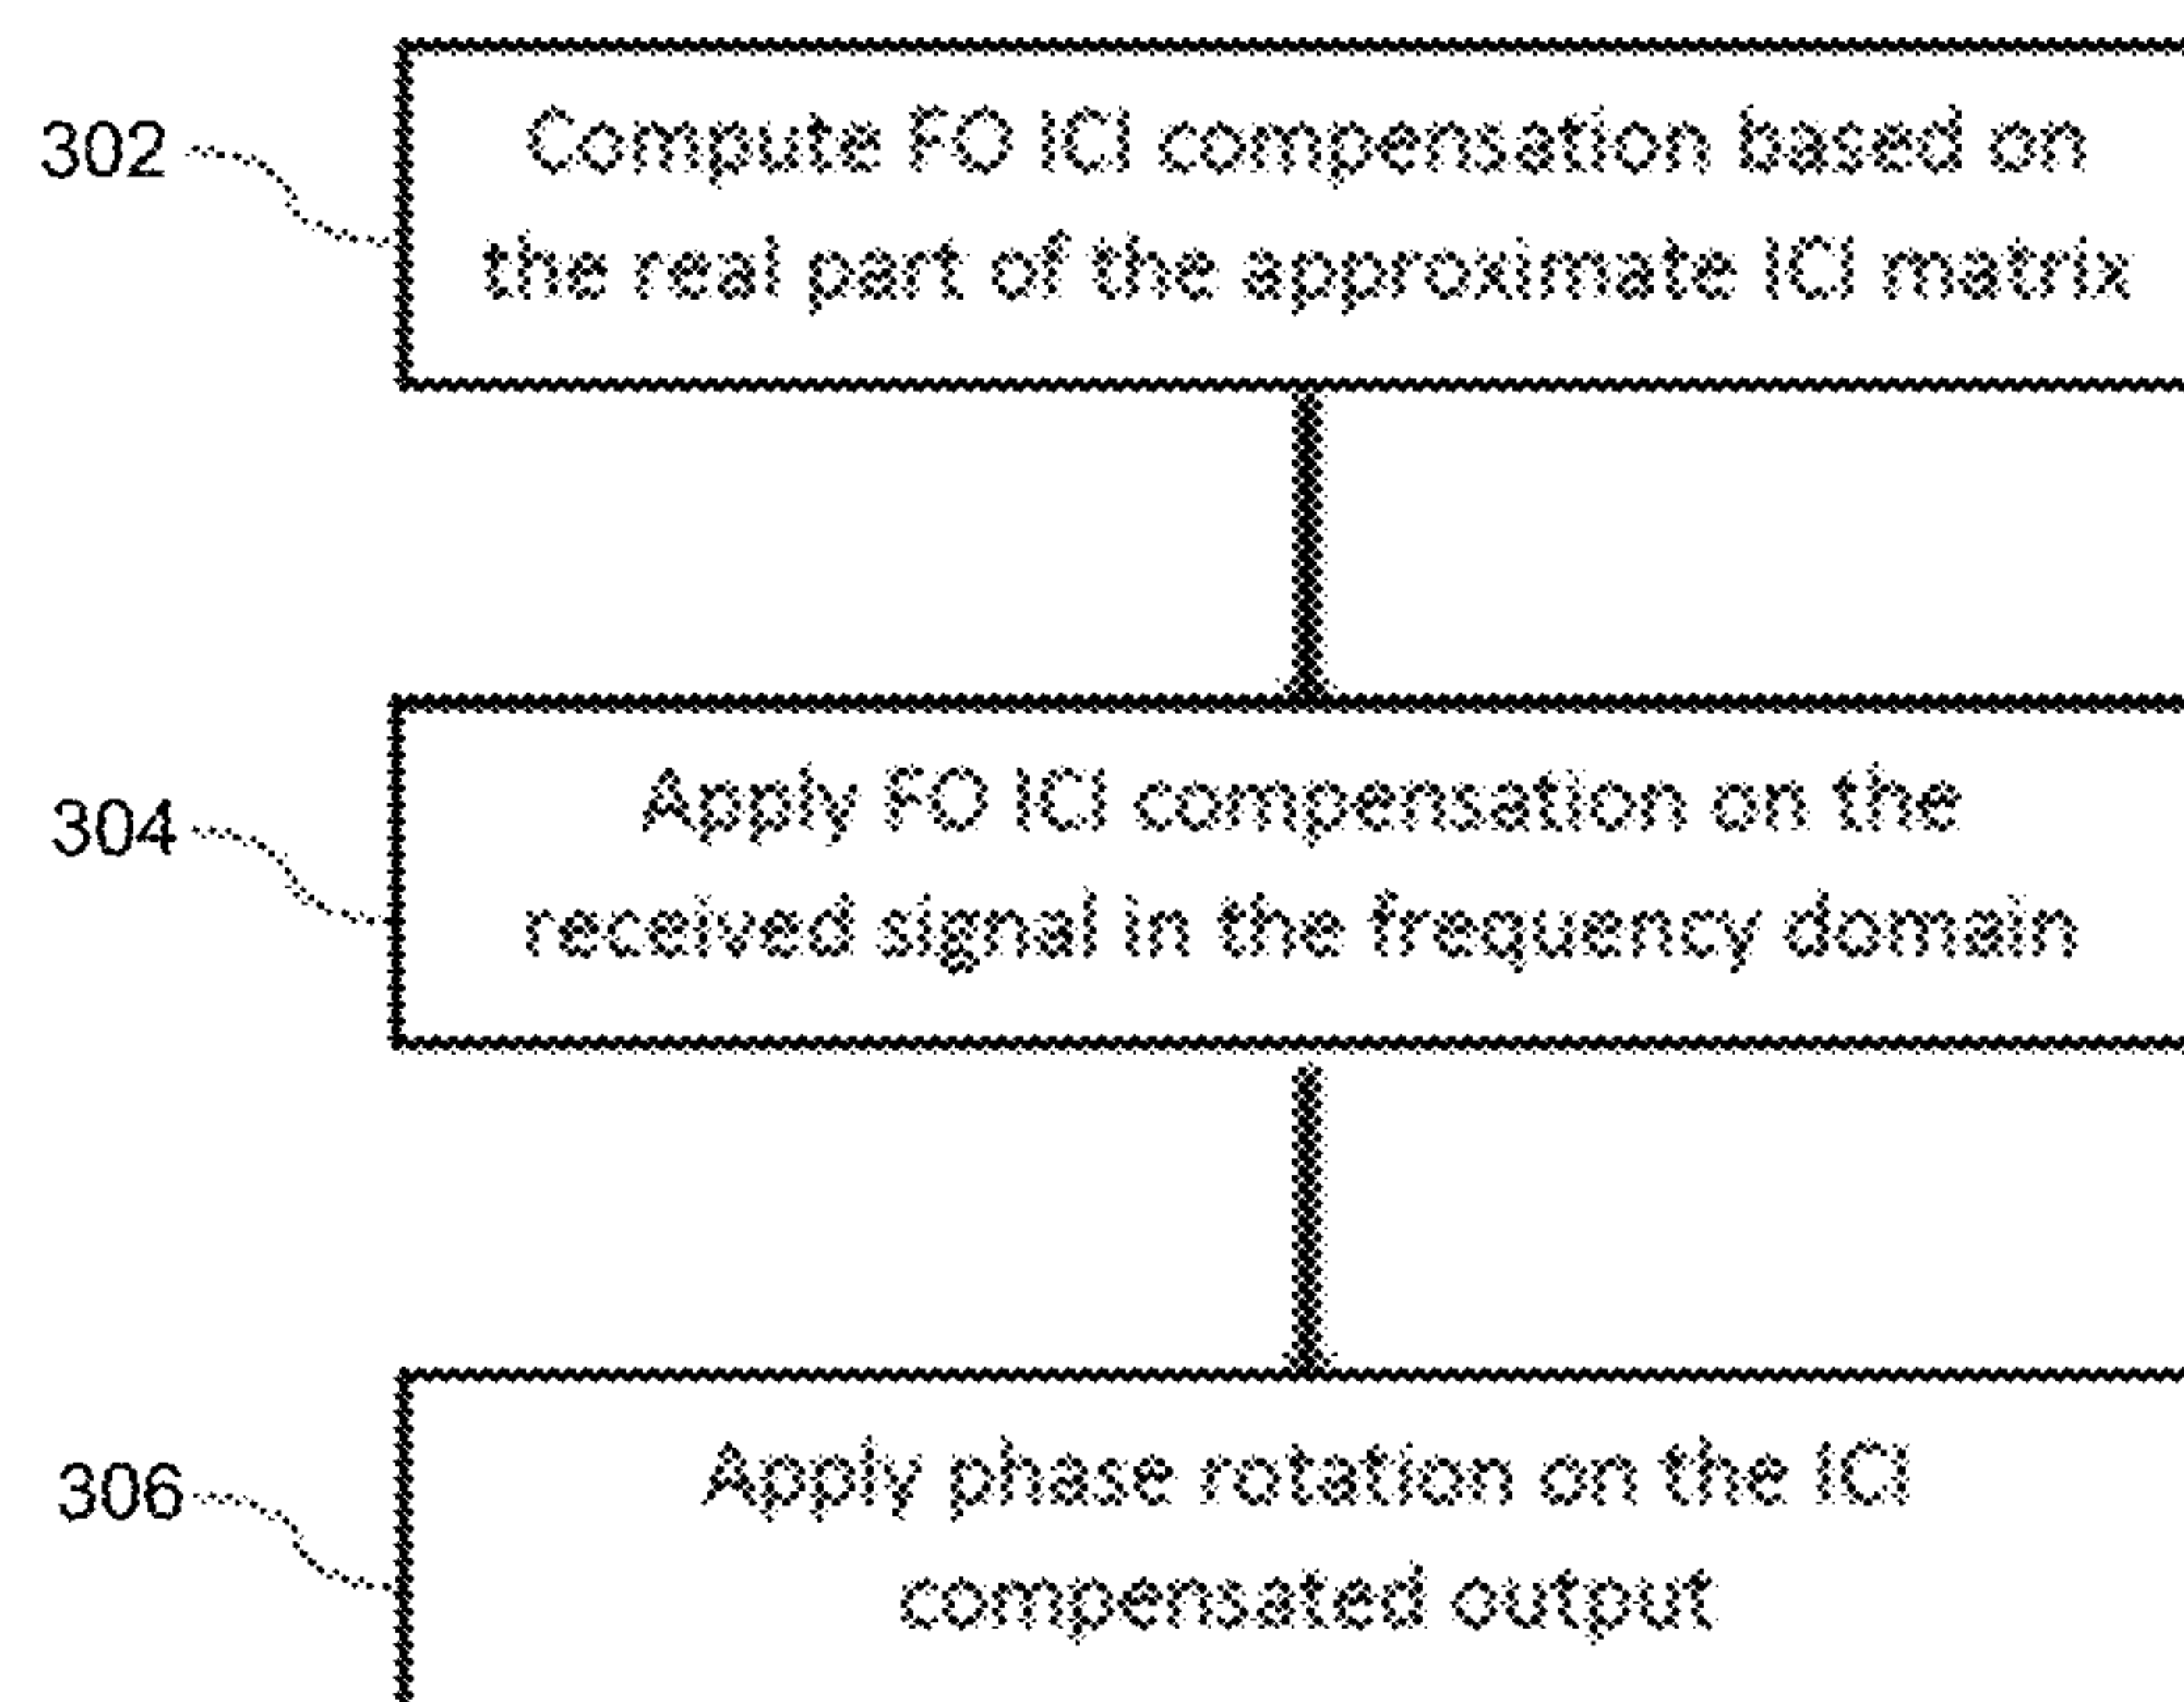 302
Compute FO ICI compensation based on
the real part of the approximate ICI matrix
304
Apply FO ICI compensation on the
received signal in the frequency domain
306
Apply phase rotation on the ICI
compensated output